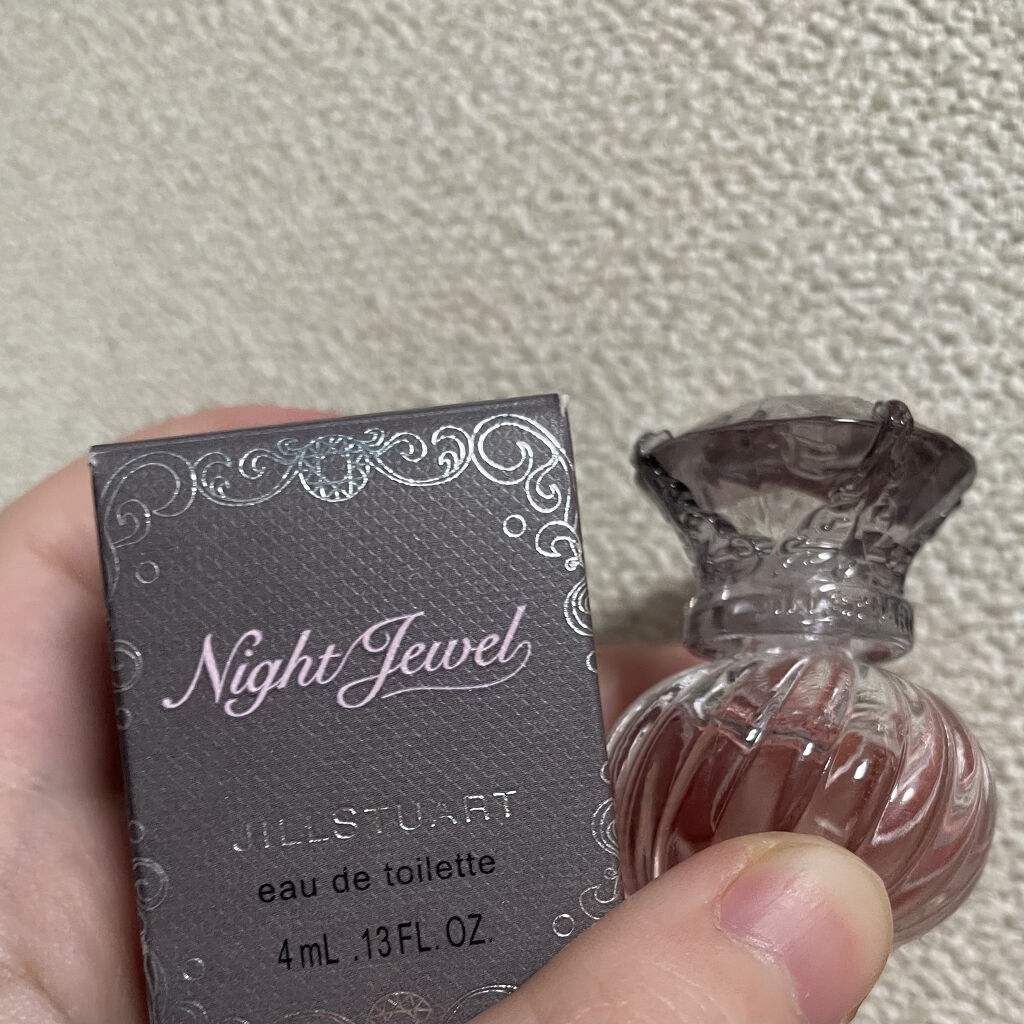 Night Jewel
JILLSTUART
eau de toilette
4 mL .13 FL. OZ.